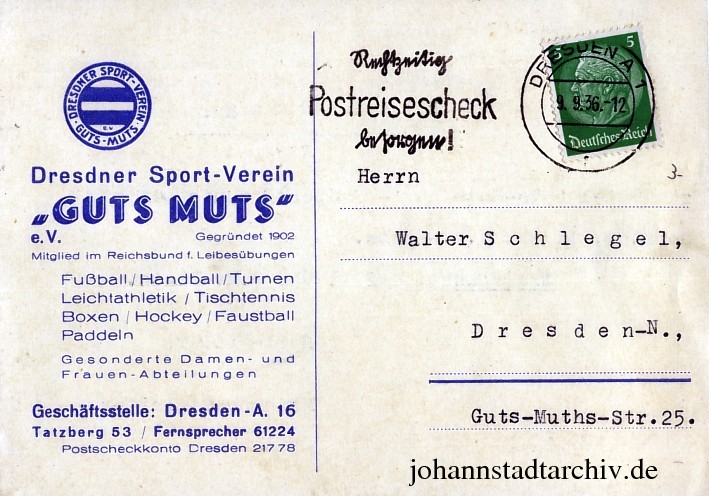 DRESDNER SPORT-VEREIN
e.V.
GUTS-MUTS
Dresdner Sport-Verein
„GUTS MUTS“
e.V. Gegründet 1902
Mitglied im Reichsbund f. Leibesübungen
Fußball / Handball / Turnen
Leichtathletik / Tischtennis
Boxen / Hockey / Faustball
Paddeln
Gesonderte Damen- und
Frauen-Abteilungen
Geschäftsstelle: Dresden-A. 16
Tatzberg 53 / Fernsprecher 61224
Postscheckkonto Dresden 21778
Rechtzeitig
Postreisescheck
besorgen!
DRESDEN A 1
9.9.36.-12
5
Deutsches Reich
3-
Herrn
Walter Schlegel,
Dresden-N.,
Guts-Muths-Str.25.
johannstadtarchiv.de